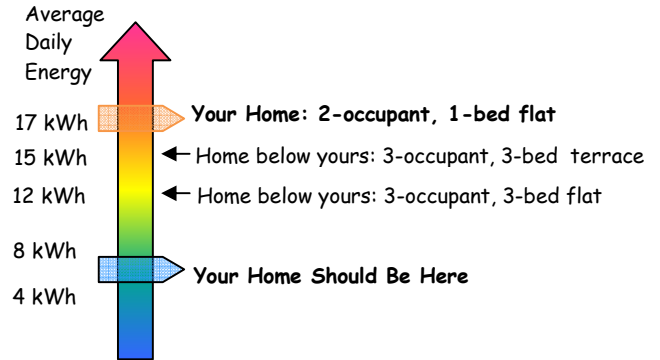 Average
Daily
Energy
17 kWh
Your Home: 2-occupant, 1-bed flat
15 kWh
Home below yours: 3-occupant, 3-bed terrace
12 kWh
Home below yours: 3-occupant, 3-bed flat
8 kWh
Your Home Should Be Here
4 kWh